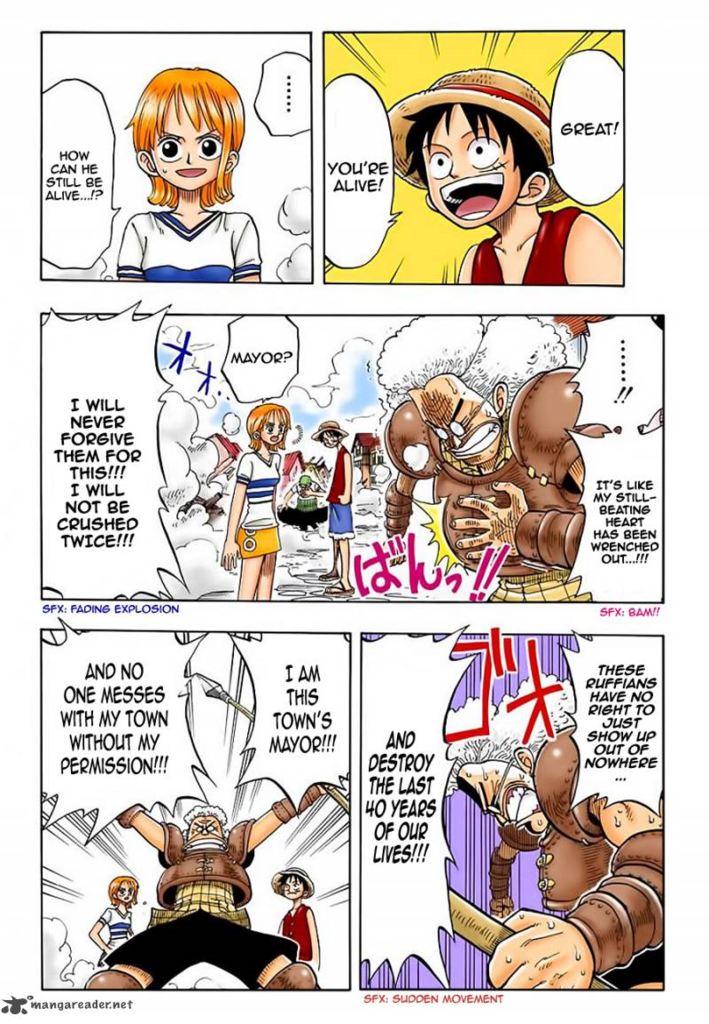 GREAT!
YOU'RE
ALIVE!
......
HOW
CAN HE
STILL BE
ALIVE...!?
......!!
IT'S LIKE
MY STILL-
BEATING
HEART
HAS BEEN
WRENCHED
OUT...!!!
MAYOR?
オオ..
ばんっ!!
I WILL
NEVER
FORGIVE
THEM FOR
THIS!!!
I WILL
NOT BE
CRUSHED
TWICE!!!
SFX: FADING EXPLOSION
SFX: BAM!!
THESE
RUFFIANS
HAVE NO
RIGHT TO
JUST
SHOW UP
OUT OF
NOWHERE
...
ゴオ
AND
DESTROY
THE LAST
40 YEARS
OF OUR
LIVES!!!
SFX: SUDDEN MOVEMENT
I AM
THIS
TOWN'S
MAYOR!!!
AND NO
ONE MESSES
WITH MY TOWN
WITHOUT MY
PERMISSION!!!
mangareader.net